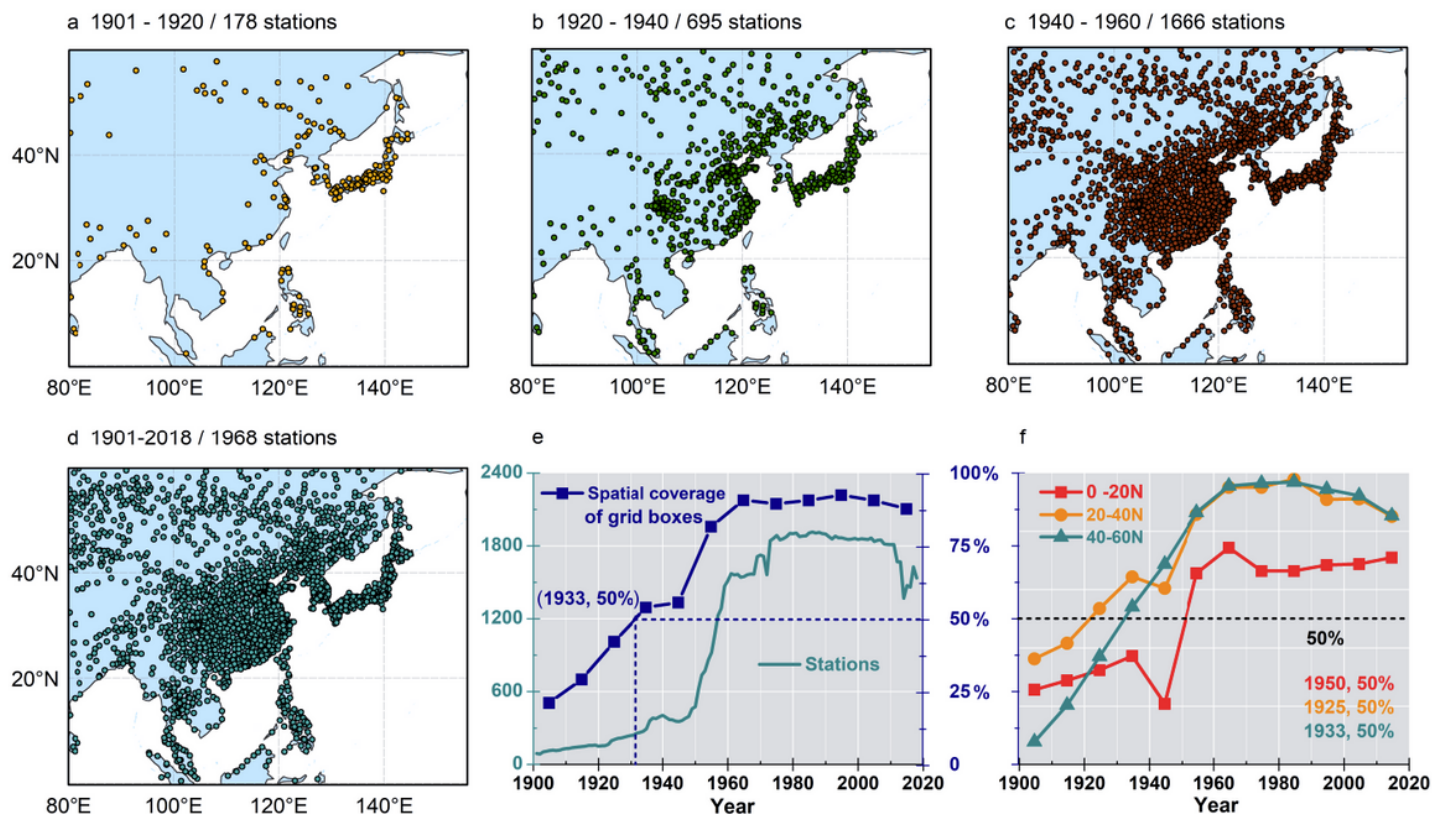 a 1901 - 1920 / 178 stations
b 1920 - 1940 / 695 stations
c 1940 - 1960 / 1666 stations
40°N
20°N
80°E 100°E 120°E 140°E
80°E 100°E 120°E 140°E
80°E 100°E 120°E 140°E
d 1901-2018 / 1968 stations
40°N
20°N
80°E 100°E 120°E 140°E
e
2400
1800
1200
600
0
Spatial coverage
of grid boxes
(1933, 50%)
Stations
100%
75%
50%
25%
0
1900 1920 1940 1960 1980 2000 2020
Year
f
0 -20N
20-40N
40-60N
50%
1950, 50%
1925, 50%
1933, 50%
1900 1920 1940 1960 1980 2000 2020
Year